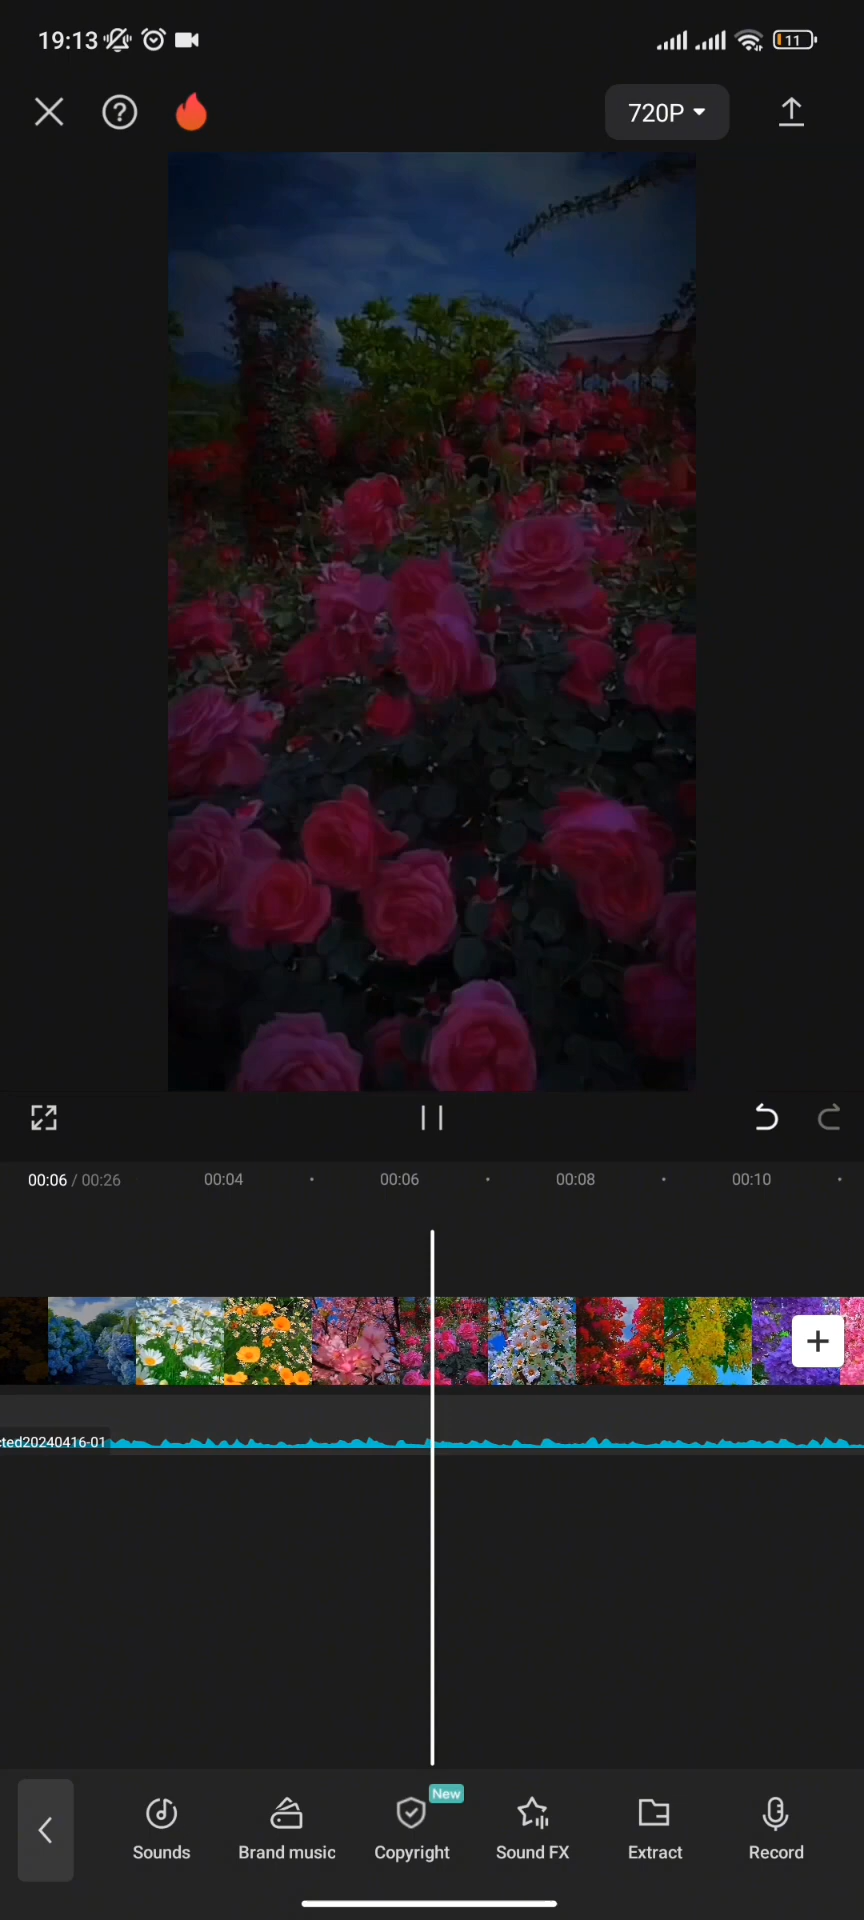 19:13
11
720P
00:06 / 00:26
00:04
00:06
00:08
00:10
cted20240416-01
New
Sounds
Brand music
Copyright
Sound FX
Extract
Record